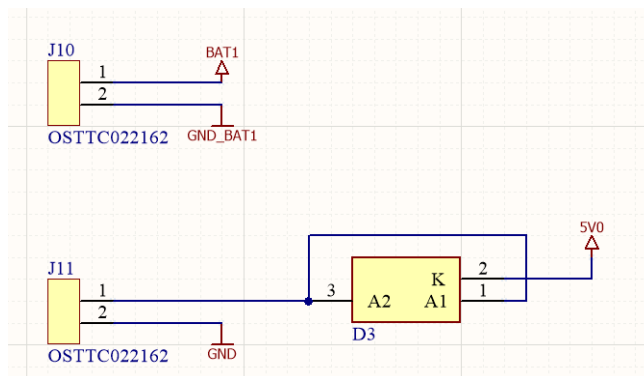 J10
BAT1
1
2
GND_BAT1
OSTTC022162
5V0
J11
K 2
1
3 A2 A1 1
2
D3
GND
OSTTC022162